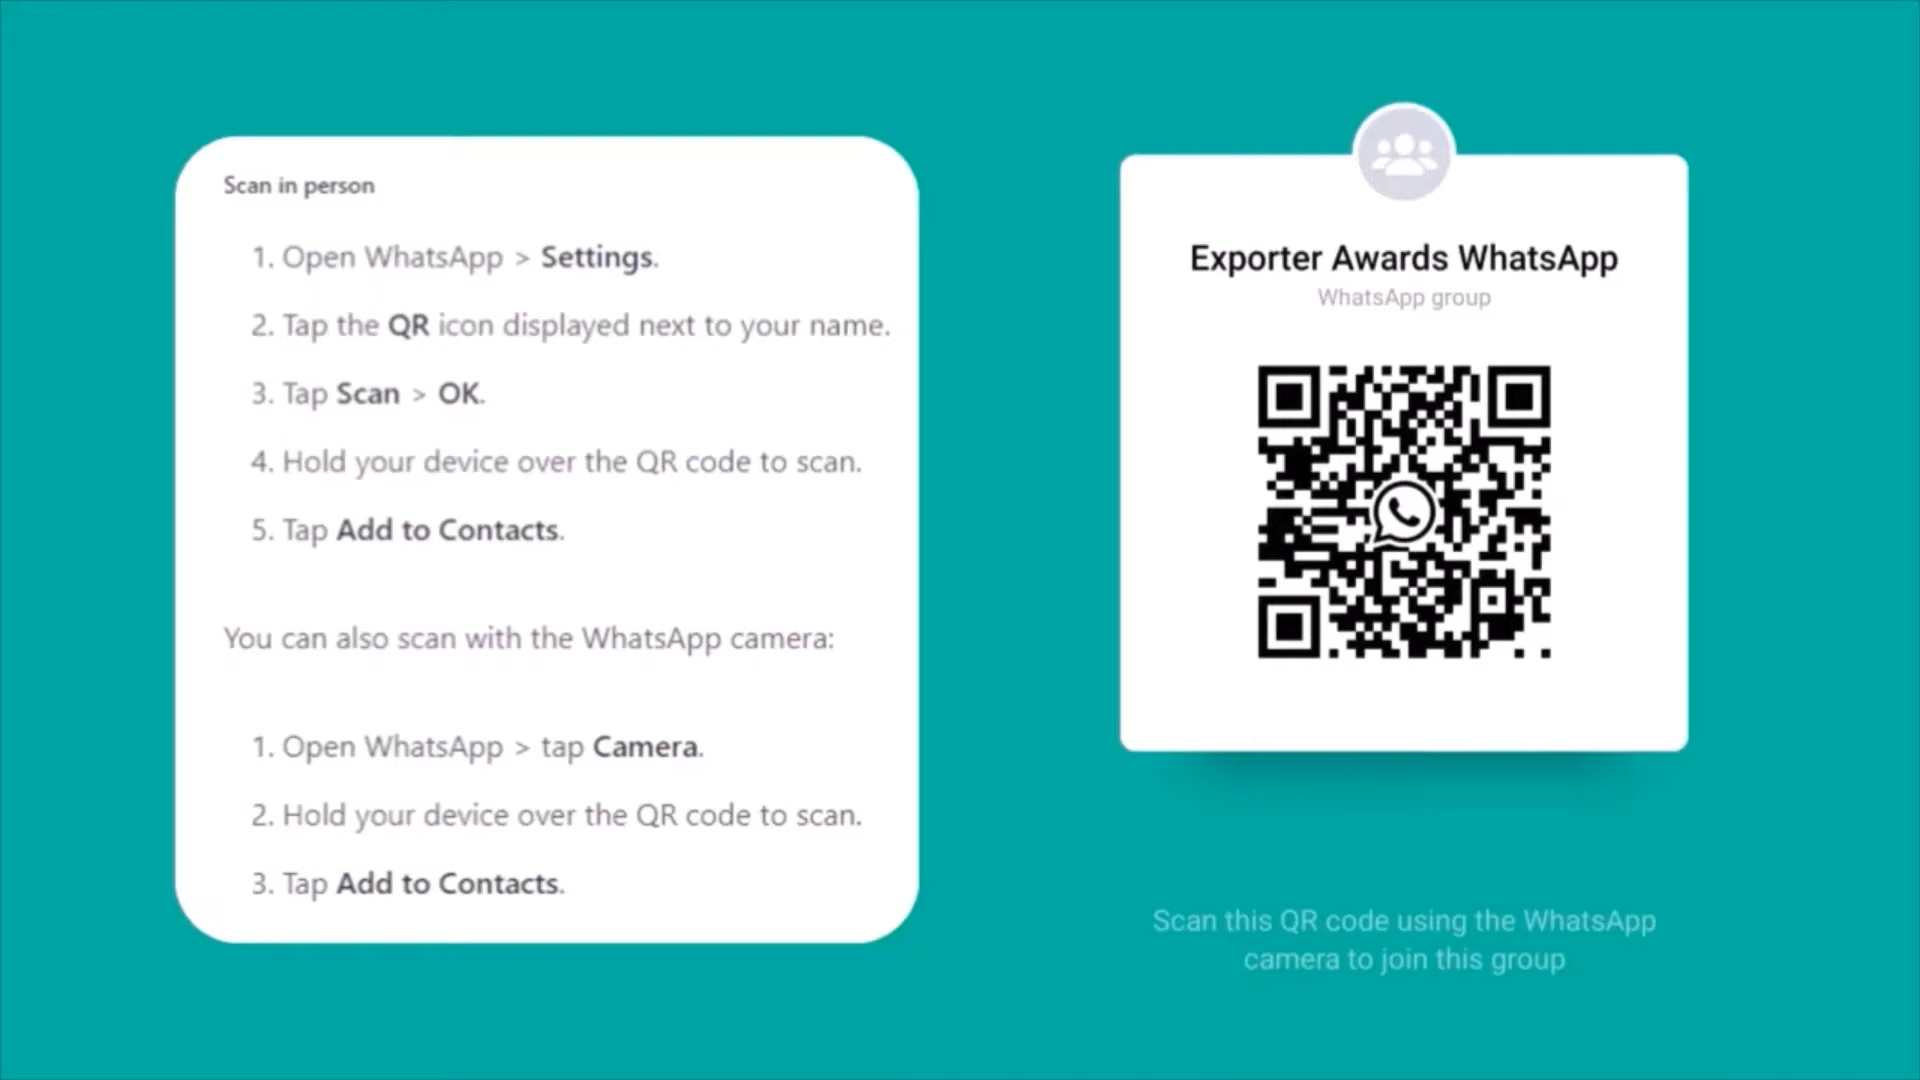 Scan in person
1. Open WhatsApp > Settings.
2. Tap the QR icon displayed next to your name.
3. Tap Scan > OK.
4. Hold your device over the QR code to scan.
5. Tap Add to Contacts.
You can also scan with the WhatsApp camera:
1. Open WhatsApp > tap Camera.
2. Hold your device over the QR code to scan.
3. Tap Add to Contacts.
Exporter Awards WhatsApp
WhatsApp group
Scan this QR code using the WhatsApp
camera to join this group